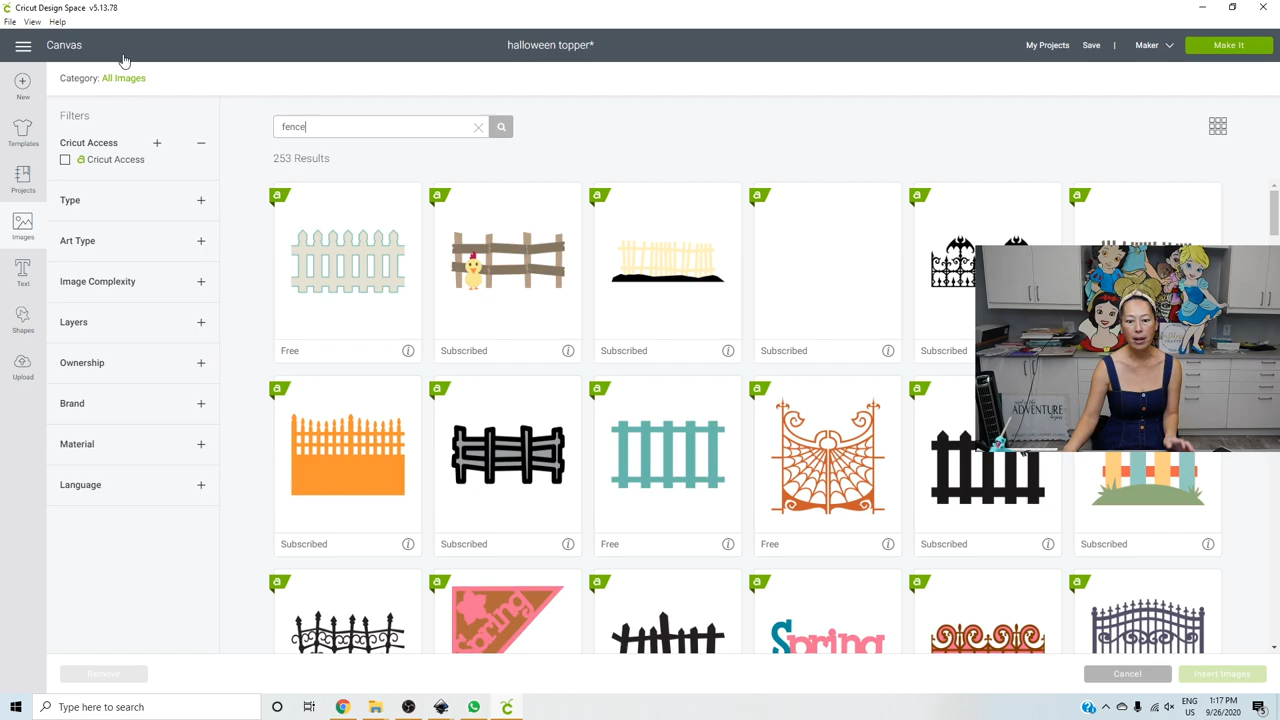 Cricut Design Space v5.13.78
File View Help
Canvas
halloween topper*
My Projects Save | Maker Make It
New
Templates
Projects
Images
Text
Shapes
Upload
Category: All Images
Filters
Cricut Access
Cricut Access
Type
Art Type
Image Complexity
Layers
Ownership
Brand
Material
Language
fence
253 Results
Free
Subscribed
Subscribed
Subscribed
Subscribed
ADVENTURE
Subscribed
Subscribed
Free
Free
Subscribed
Subscribed
Spring
Spring
Remove
Cancel
Insert Images
Type here to search
ENG
US
1:17 PM
9/26/2020
5